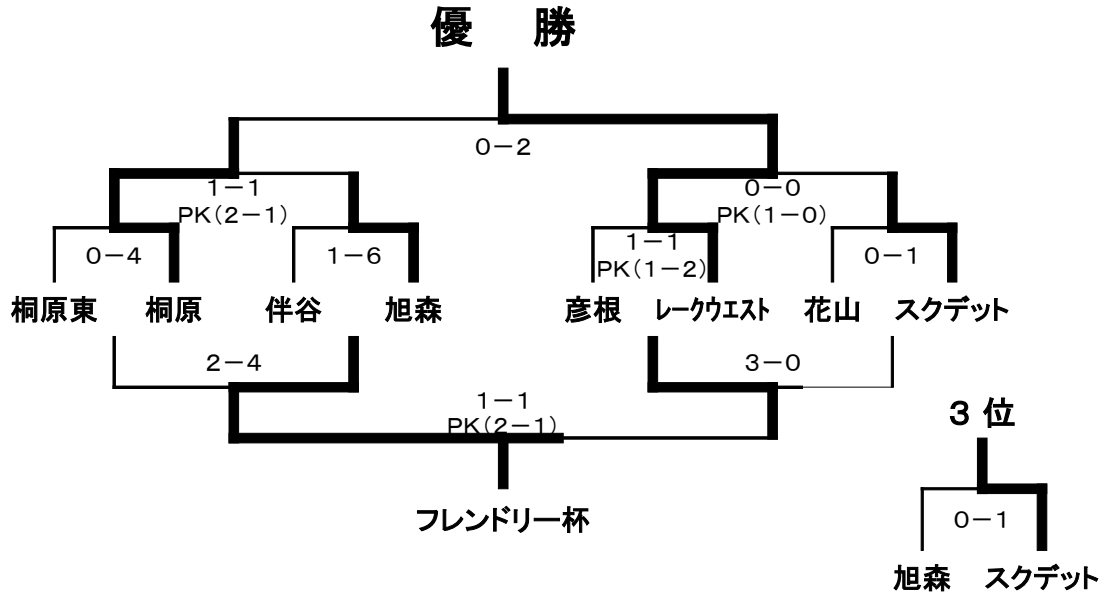 優 勝
0－2
1－1
PK(2－1)
0－0
PK(1－0)
0－4
1－6
1－1
PK(1－2)
0－1
桐原東 桐原 伴谷 旭森 彦根 レークウエスト 花山 スクデット
2－4
3－0
1－1
PK(2－1)
フレンドリー杯
3 位
0－1
旭森 スクデット